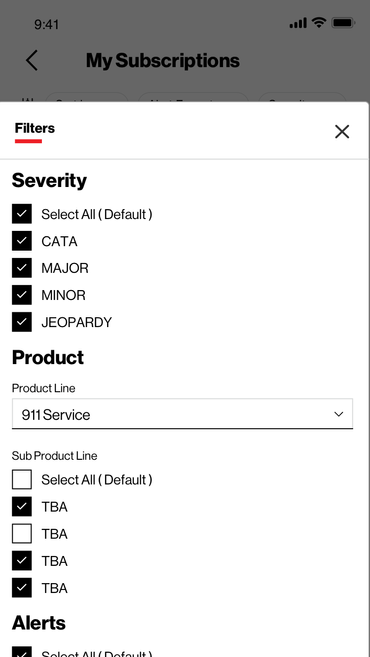 9:41
My Subscriptions
Filters
Severity
Select All ( Default )
CATA
MAJOR
MINOR
JEOPARDY
Product
Product Line
911 Service
Sub Product Line
Select All ( Default )
TBA
TBA
TBA
TBA
Alerts
Select All ( Default )